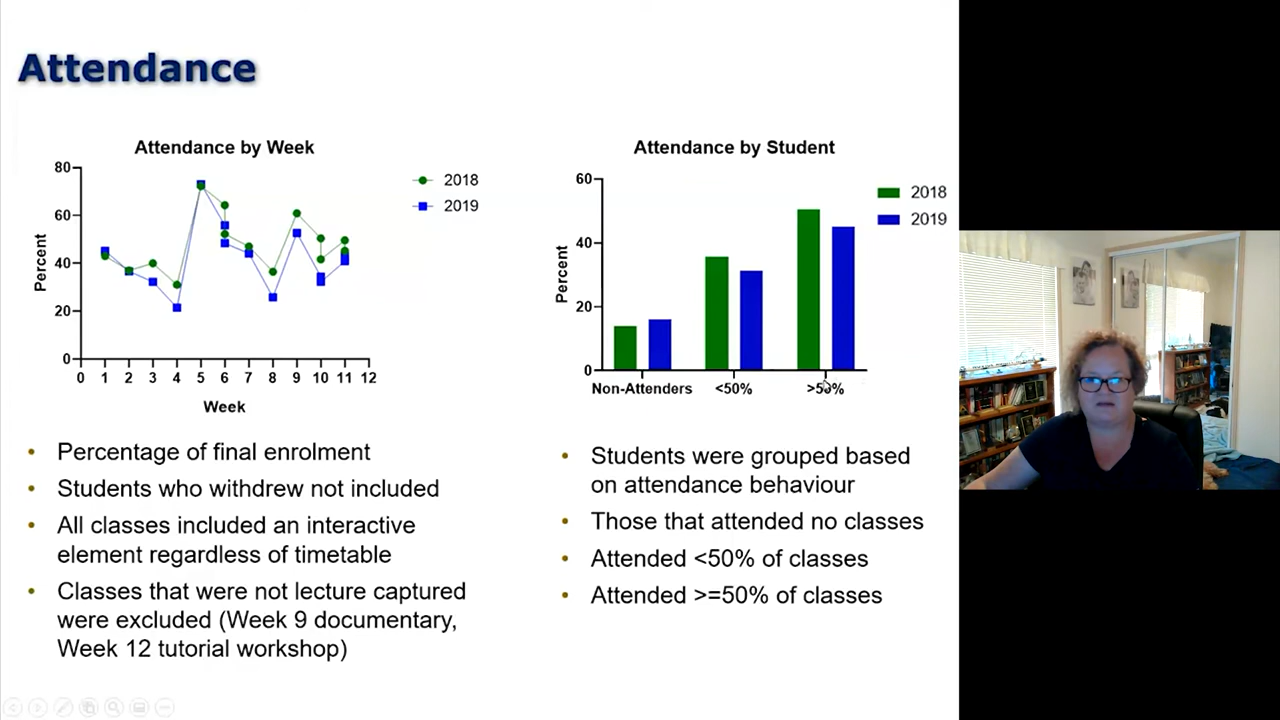 Attendance
Attendance by Week
80
60
40
20
0
Percent
0 1 2 3 4 5 6 7 8 9 10 11 12
Week
2018
2019
Attendance by Student
60
40
20
0
Percent
Non-Attenders <50% >50%
2018
2019
• Percentage of final enrolment
• Students who withdrew not included
• All classes included an interactive
element regardless of timetable
• Classes that were not lecture captured
were excluded (Week 9 documentary,
Week 12 tutorial workshop)
• Students were grouped based
on attendance behaviour
• Those that attended no classes
• Attended <50% of classes
• Attended >=50% of classes